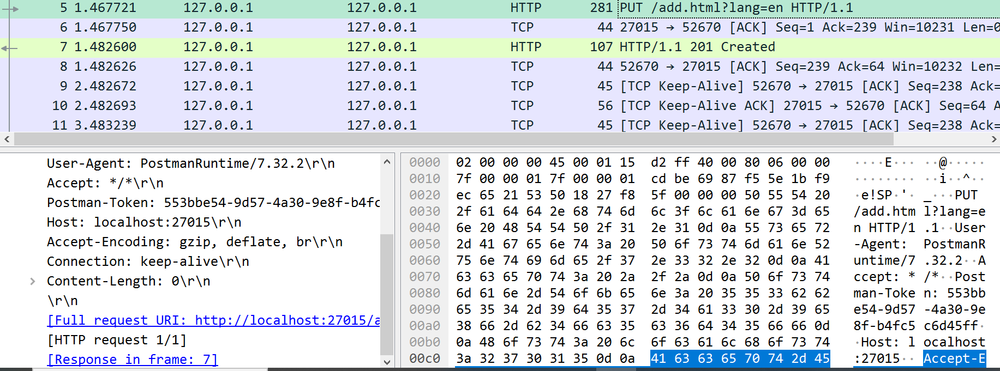 5 1.467721 127.0.0.1 127.0.0.1 HTTP 281 PUT /add.html?lang=en HTTP/1.1
6 1.467750 127.0.0.1 127.0.0.1 TCP 44 27015 → 52670 [ACK] Seq=1 Ack=239 Win=10231 Len=0
7 1.482600 127.0.0.1 127.0.0.1 HTTP 107 HTTP/1.1 201 Created
8 1.482626 127.0.0.1 127.0.0.1 TCP 44 52670 → 27015 [ACK] Seq=239 Ack=64 Win=10232 Len=
9 2.482672 127.0.0.1 127.0.0.1 TCP 45 [TCP Keep-Alive] 52670 → 27015 [ACK] Seq=238 Ack=
10 2.482693 127.0.0.1 127.0.0.1 TCP 56 [TCP Keep-Alive ACK] 27015 → 52670 [ACK] Seq=64 A
11 3.483239 127.0.0.1 127.0.0.1 TCP 45 [TCP Keep-Alive] 52670 → 27015 [ACK] Seq=238 Ack=
User-Agent: PostmanRuntime/7.32.2\r\n
Accept: */*\r\n
Postman-Token: 553bbe54-9d57-4a30-9e8f-b4fc
Host: localhost:27015\r\n
Accept-Encoding: gzip, deflate, br\r\n
Connection: keep-alive\r\n
Content-Length: 0\r\n
\r\n
[Full request URI: http://localhost:27015/a
[HTTP request 1/1]
[Response in frame: 7]
0000 02 00 00 00 45 00 01 15 d2 ff 40 00 80 06 00 00 ····E··· ··@·····
0010 7f 00 00 01 7f 00 00 01 cd be 69 87 f5 5e 1b f9 ········ ··i··^··
0020 ec 65 21 53 50 18 27 f8 5f 00 00 00 50 55 54 20 ·e!SP·'· _···PUT
0030 2f 61 64 64 2e 68 74 6d 6c 3f 6c 61 6e 67 3d 65 /add.htm l?lang=e
0040 6e 20 48 54 54 50 2f 31 2e 31 0d 0a 55 73 65 72 n HTTP/1 .1··User
0050 2d 41 67 65 6e 74 3a 20 50 6f 73 74 6d 61 6e 52 -Agent: PostmanR
0060 75 6e 74 69 6d 65 2f 37 2e 33 32 2e 32 0d 0a 41 untime/7 .32.2··A
0070 63 63 65 70 74 3a 20 2a 2f 2a 0d 0a 50 6f 73 74 ccept: * /*··Post
0080 6d 61 6e 2d 54 6f 6b 65 6e 3a 20 35 35 33 62 62 man-Toke n: 553bb
0090 65 35 34 2d 39 64 35 37 2d 34 61 33 30 2d 39 65 e54-9d57 -4a30-9e
00a0 38 66 2d 62 34 66 63 35 63 36 64 34 35 66 66 0d 8f-b4fc5 c6d45ff·
00b0 0a 48 6f 73 74 3a 20 6c 6f 63 61 6c 68 6f 73 74 ·Host: l ocalhost
00c0 3a 32 37 30 31 35 0d 0a 41 63 63 65 70 74 2d 45 :27015·· Accept-E